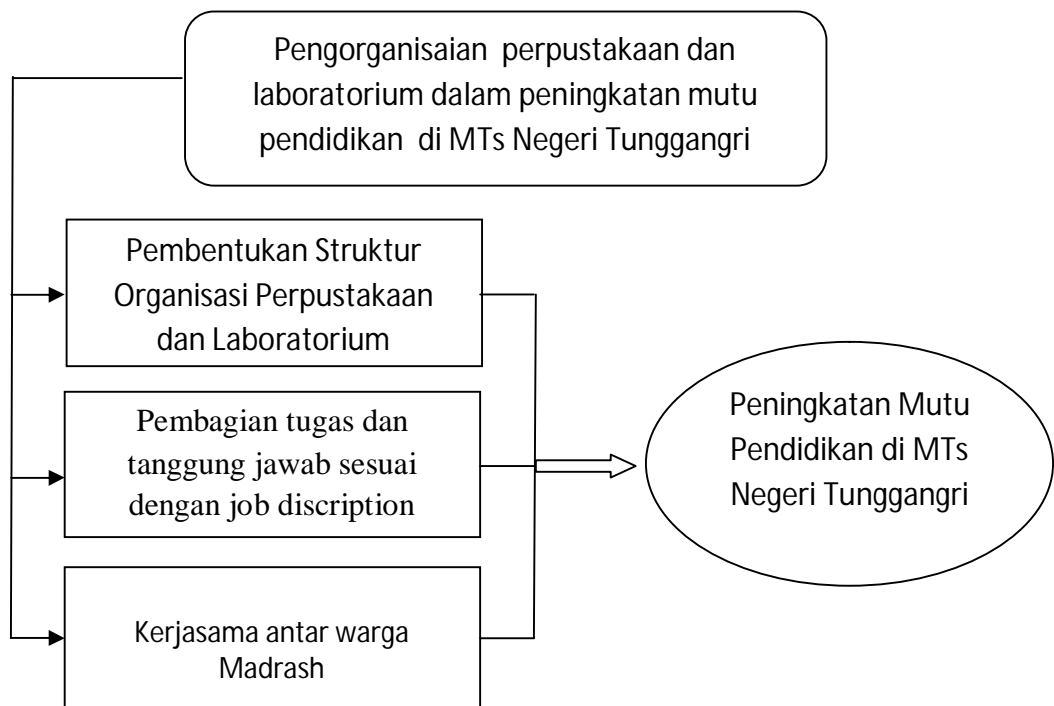 Pengorganisaian perpustakaan dan
laboratorium dalam peningkatan mutu
pendidikan di MTs Negeri Tunggangri
Pembentukan Struktur
Organisasi Perpustakaan
dan Laboratorium
Pembagian tugas dan
tanggung jawab sesuai
dengan job discription
Kerjasama antar warga
Madrash
Peningkatan Mutu
Pendidikan di MTs
Negeri Tunggangri